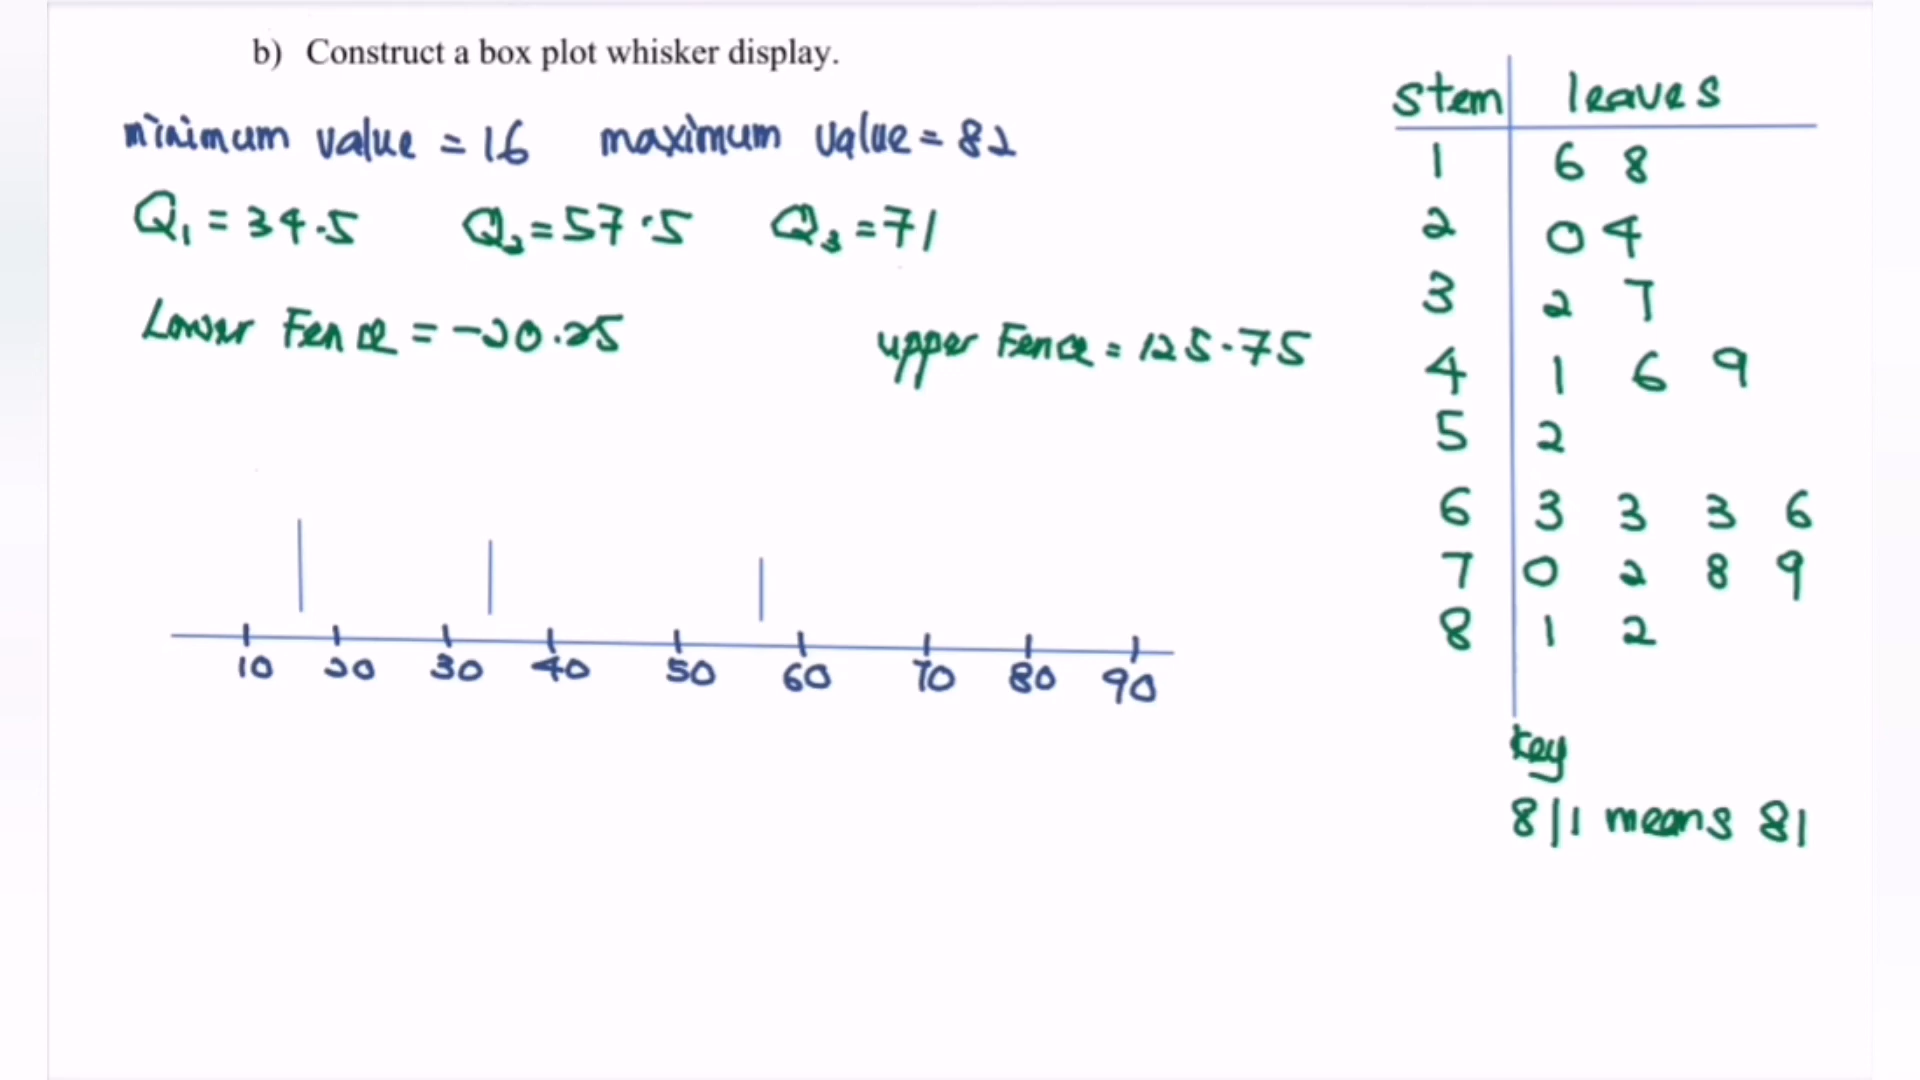 b) Construct a box plot whisker display.
minimum value = 16 maximum value = 82
Q1 = 34.5 Q2 = 57.5 Q3 = 71
Lower Fence = -20.25 upper Fence = 125.75
10 20 30 40 50 60 70 80 90
stem leaves
1 6 8
2 0 4
3 2 7
4 1 6 9
5 2
6 3 3 3 6
7 0 2 8 9
8 1 2
key
8|1 means 81